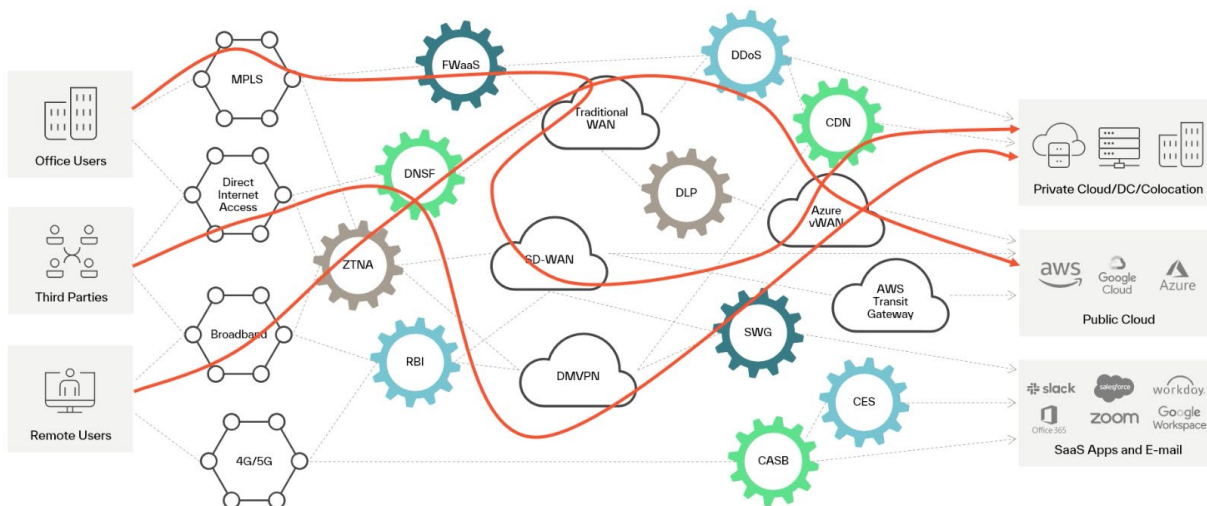 Office Users
Third Parties
Remote Users
MPLS
Direct
Internet
Access
Broadband
4G/5G
FWaaS
DNSF
ZTNA
RBI
Traditional
WAN
SD-WAN
DMVPN
DDoS
CDN
DLP
Azure
vWAN
AWS
Transit
Gateway
SWG
CES
CASB
Private Cloud/DC/Colocation
aws
Google
Cloud
Azure
Public Cloud
slack
salesforce
workday.
Office 365
zoom
Google
Workspace
SaaS Apps and E-mail